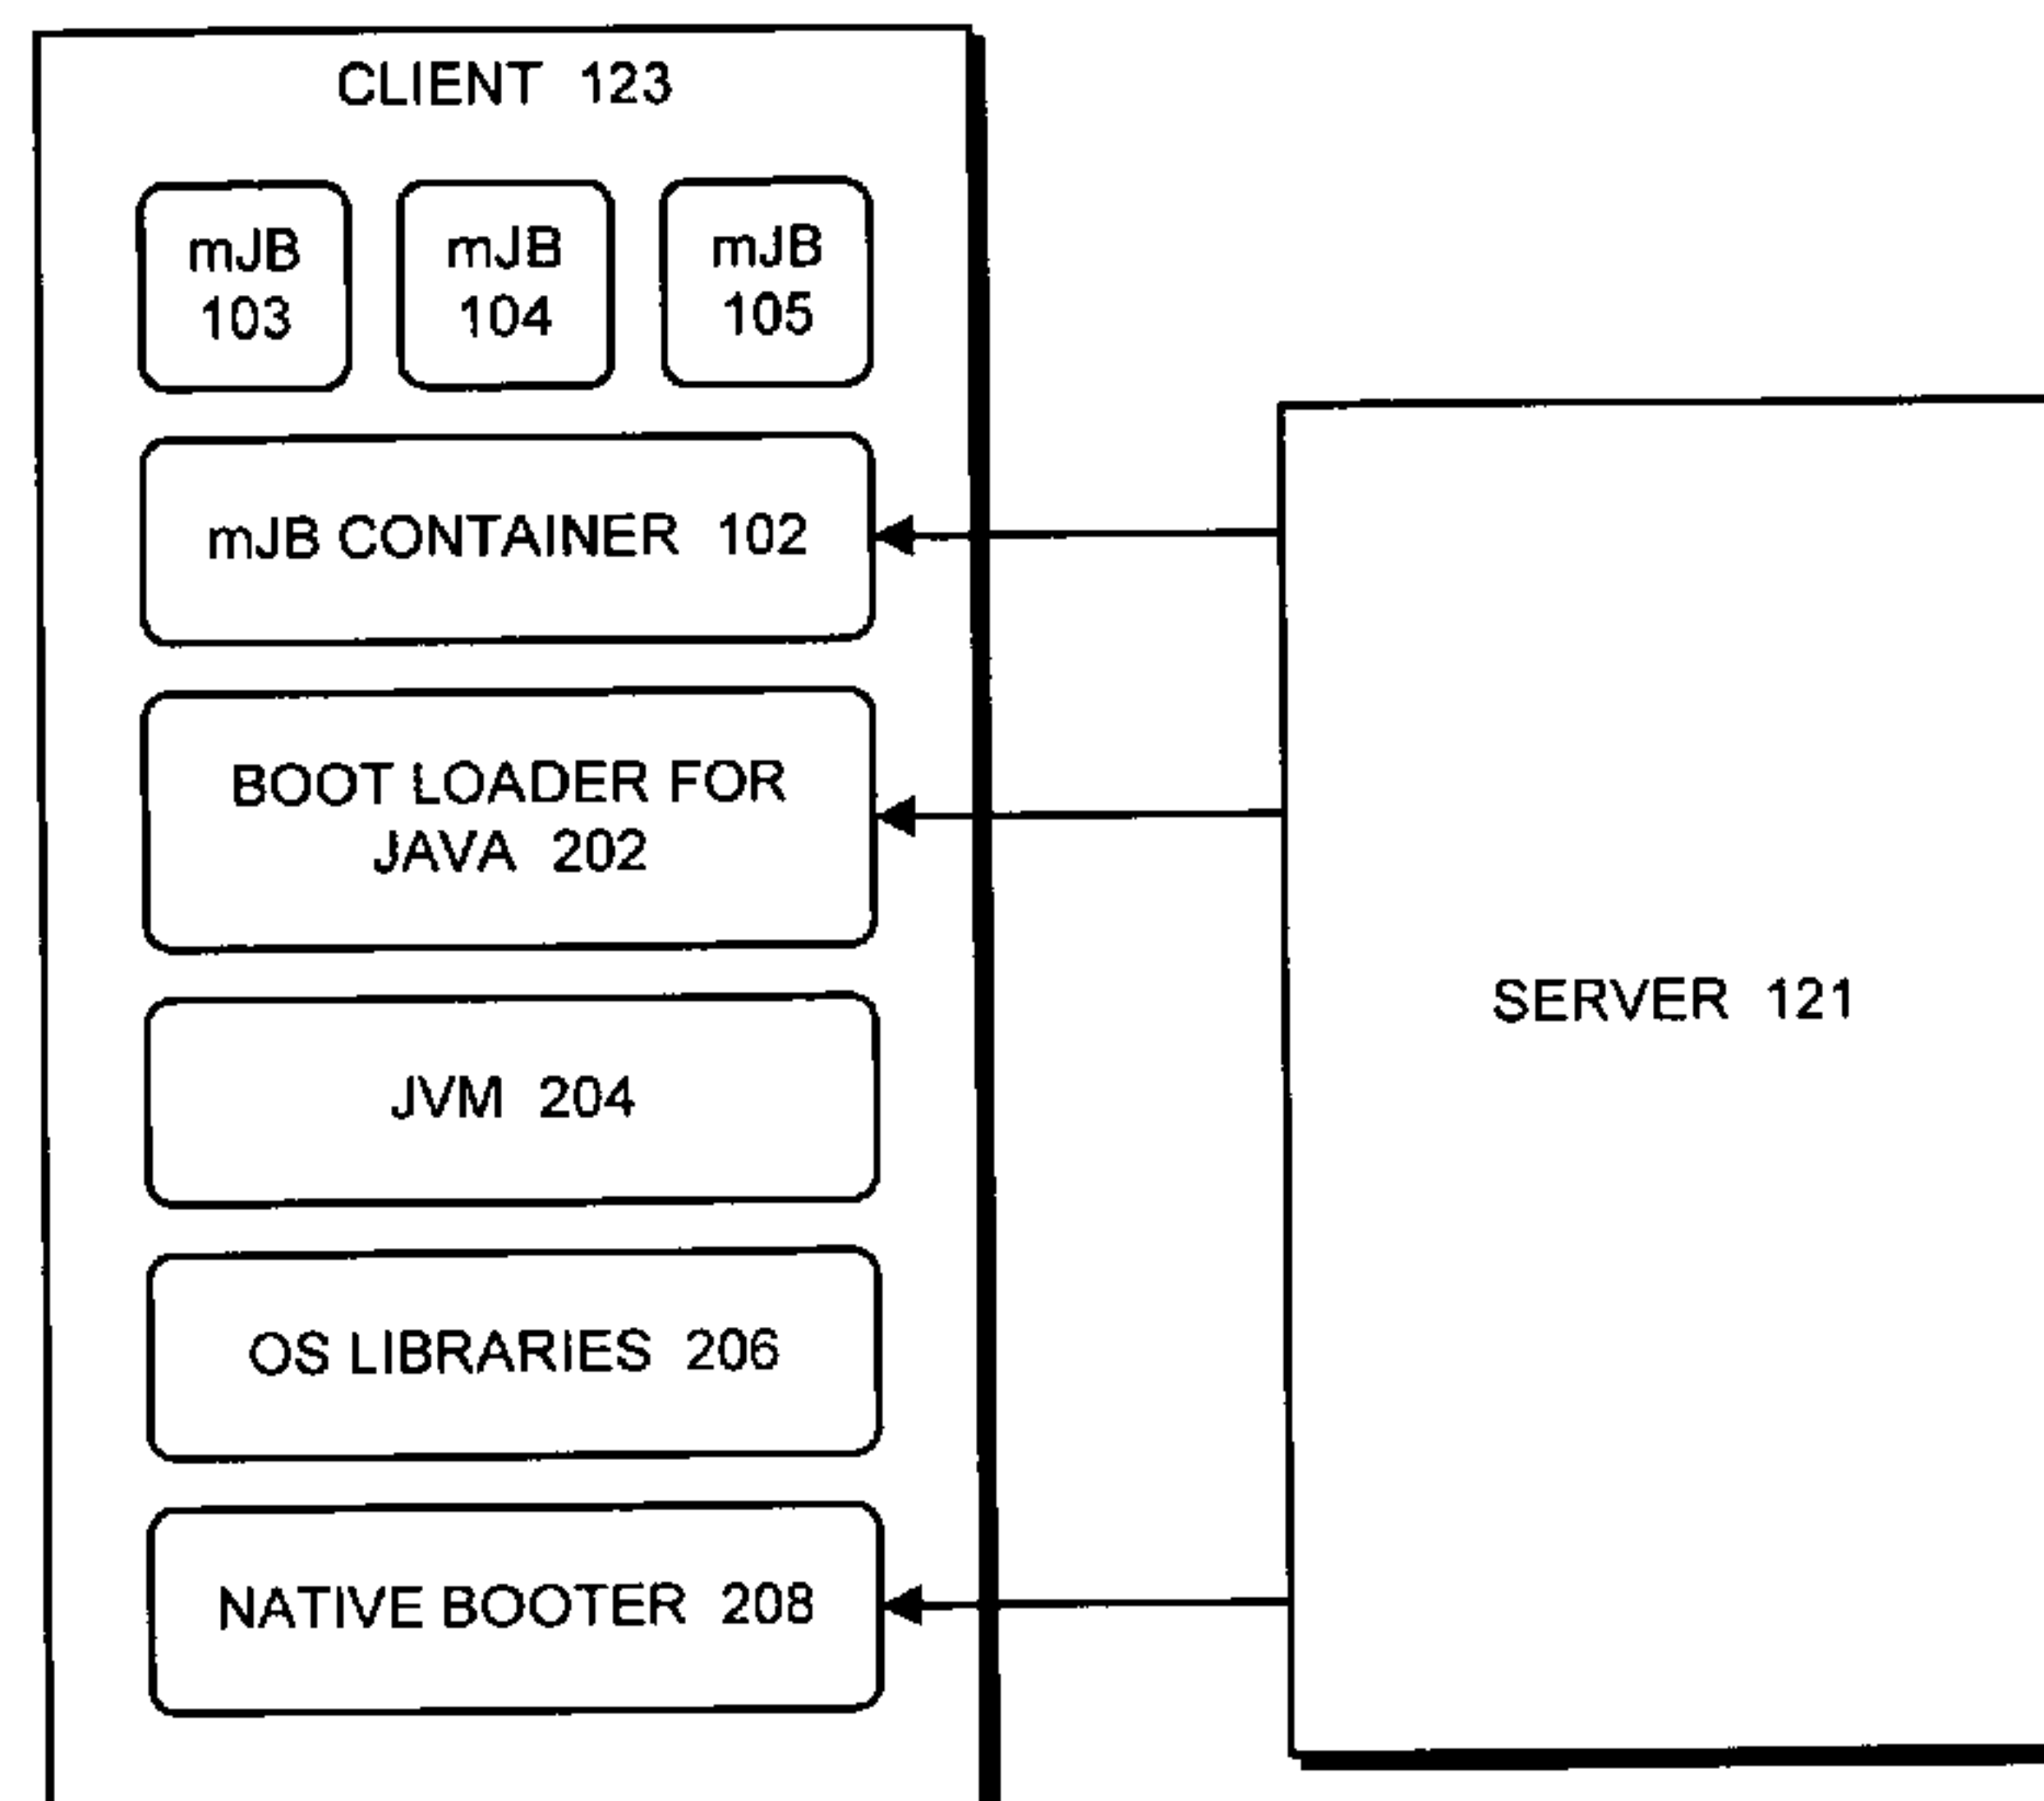 CLIENT 123
mJB
103
mJB
104
mJB
105
mJB CONTAINER 102
BOOT LOADER FOR
JAVA 202
JVM 204
OS LIBRARIES 206
NATIVE BOOTER 208
SERVER 121